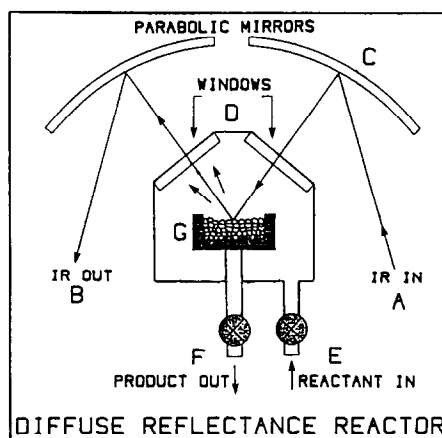 PARABOLIC MIRRORS
C
WINDOWS
D
G
IR OUT
B
IR IN
A
F
E
PRODUCT OUT
REACTANT IN
DIFFUSE REFLECTANCE REACTOR